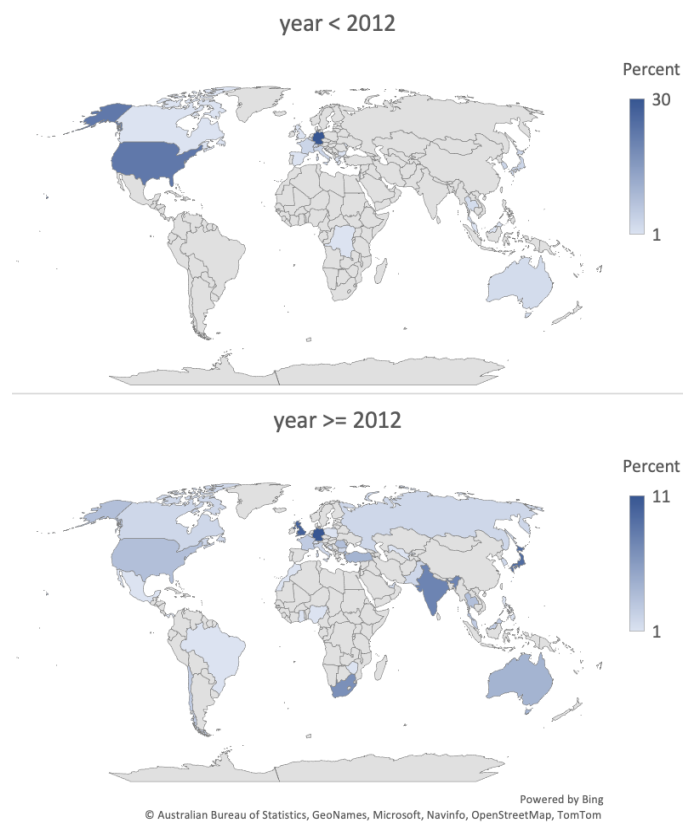 year < 2012
Percent
30
1
year >= 2012
Percent
11
1
Powered by Bing
© Australian Bureau of Statistics, GeoNames, Microsoft, Navinfo, OpenStreetMap, TomTom